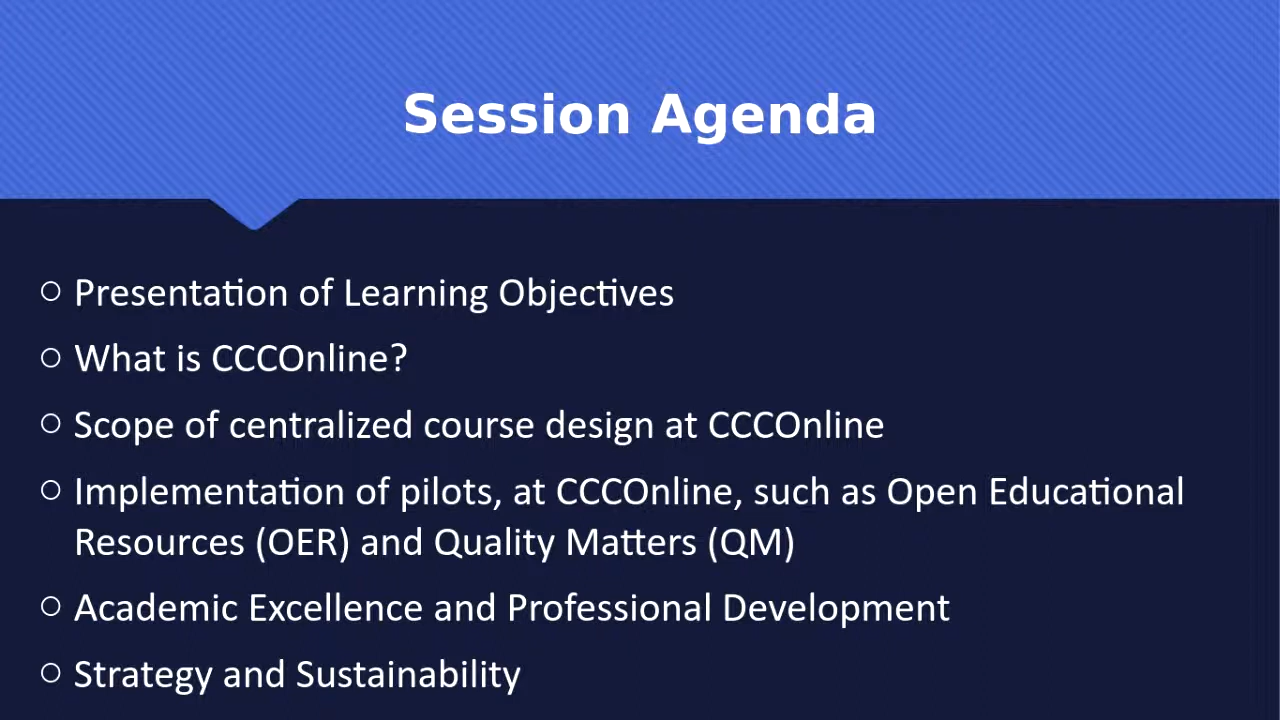 Session Agenda
Presentation of Learning Objectives
What is CCCOnline?
Scope of centralized course design at CCCOnline
Implementation of pilots, at CCCOnline, such as Open Educational
Resources (OER) and Quality Matters (QM)
Academic Excellence and Professional Development
Strategy and Sustainability